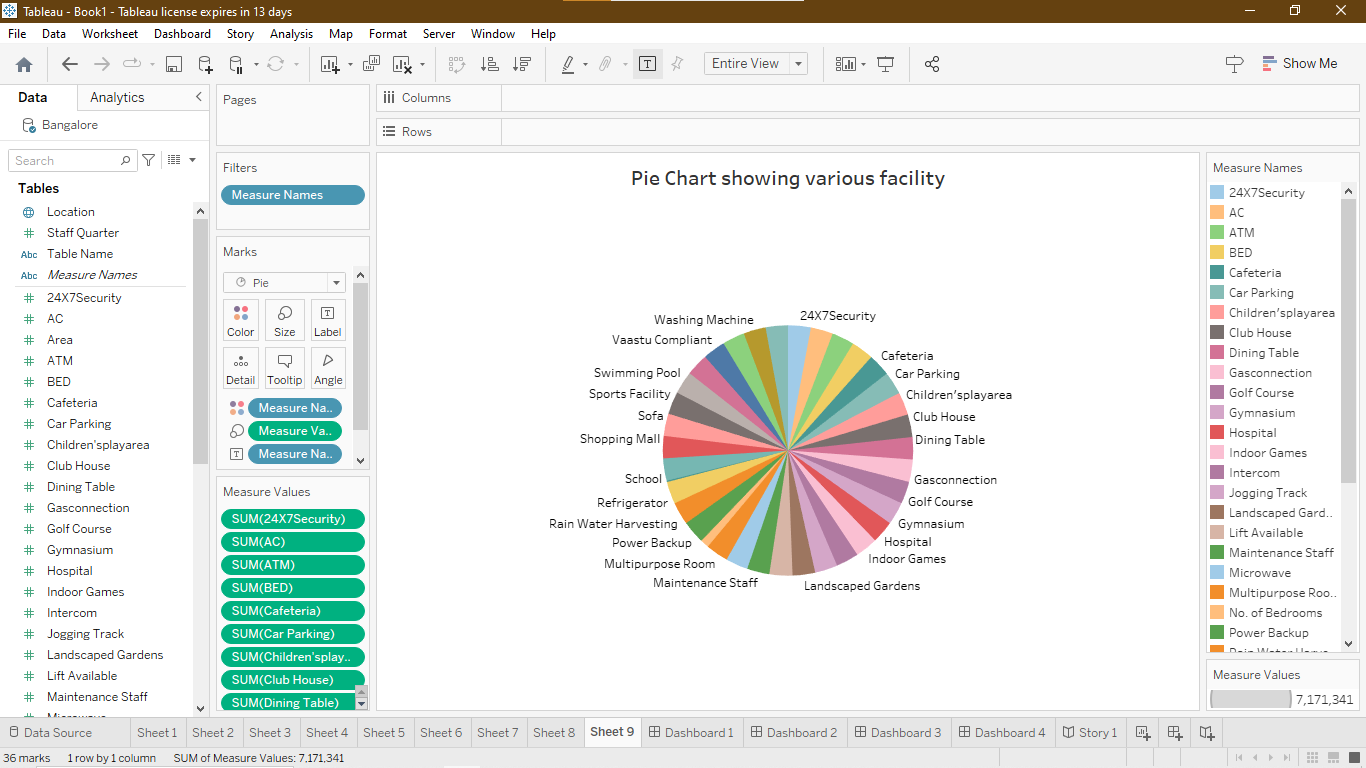 Tableau - Book1 - Tableau license expires in 13 days
File Data Worksheet Dashboard Story Analysis Map Format Server Window Help
Entire View
Show Me
Data Analytics
Bangalore
Search
Tables
Location
Staff Quarter
Abc Table Name
Abc Measure Names
24X7Security
AC
Area
ATM
BED
Cafeteria
Car Parking
Children'splayarea
Club House
Dining Table
Gasconnection
Golf Course
Gymnasium
Hospital
Indoor Games
Intercom
Jogging Track
Landscaped Gardens
Lift Available
Maintenance Staff
Pages
Filters
Measure Names
Marks
Pie
Color Size Label
Detail Tooltip Angle
Measure Na..
Measure Va..
Measure Na..
Measure Values
SUM(24X7Security)
SUM(AC)
SUM(ATM)
SUM(BED)
SUM(Cafeteria)
SUM(Car Parking)
SUM(Children'splay..
SUM(Club House)
SUM(Dining Table)
Columns
Rows
Pie Chart showing various facility
24X7Security
Cafeteria
Car Parking
Children'splayarea
Club House
Dining Table
Gasconnection
Golf Course
Gymnasium
Hospital
Indoor Games
Landscaped Gardens
Maintenance Staff
Multipurpose Room
Power Backup
Rain Water Harvesting
Refrigerator
School
Shopping Mall
Sofa
Sports Facility
Swimming Pool
Vaastu Compliant
Washing Machine
Measure Names
24X7Security
AC
ATM
BED
Cafeteria
Car Parking
Children'splayarea
Club House
Dining Table
Gasconnection
Golf Course
Gymnasium
Hospital
Indoor Games
Intercom
Jogging Track
Landscaped Gard..
Lift Available
Maintenance Staff
Microwave
Multipurpose Roo..
No. of Bedrooms
Power Backup
Measure Values
7,171,341
Data Source Sheet 1 Sheet 2 Sheet 3 Sheet 4 Sheet 5 Sheet 6 Sheet 7 Sheet 8 Sheet 9 Dashboard 1 Dashboard 2 Dashboard 3 Dashboard 4 Story 1
36 marks 1 row by 1 column SUM of Measure Values: 7,171,341